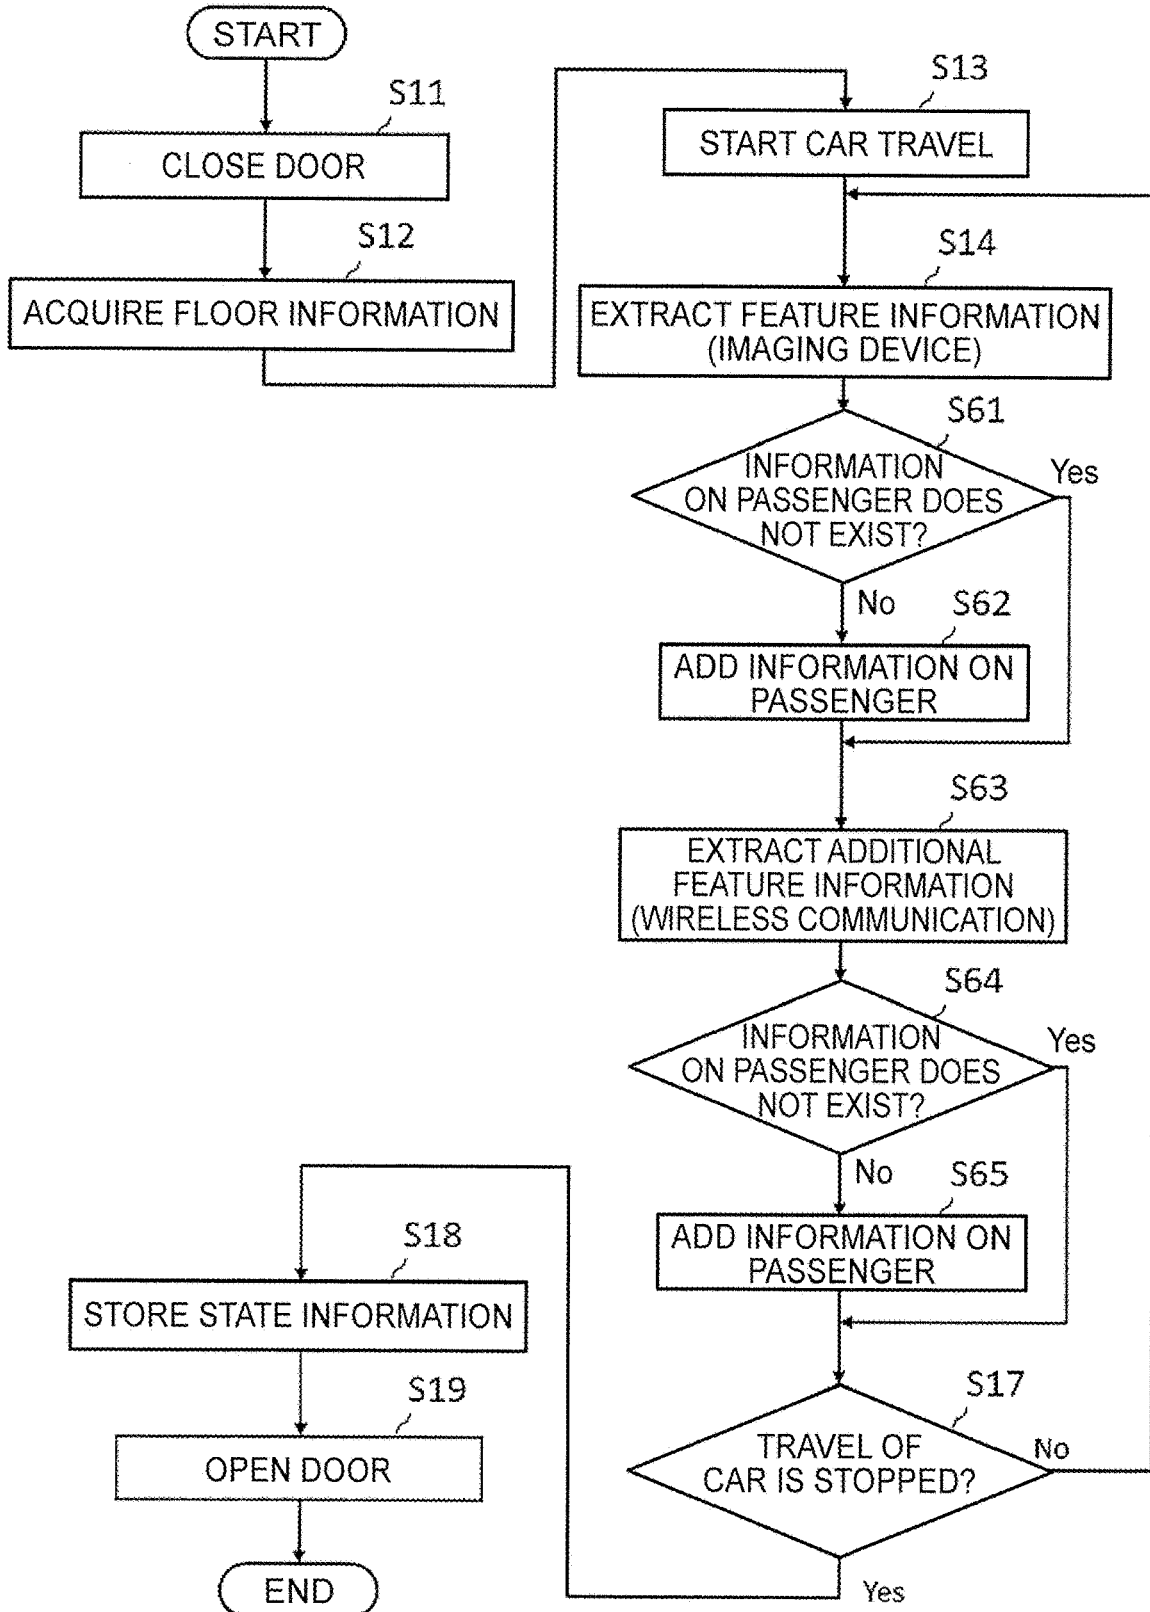 START
S11
CLOSE DOOR
S12
ACQUIRE FLOOR INFORMATION
S13
START CAR TRAVEL
S14
EXTRACT FEATURE INFORMATION
(IMAGING DEVICE)
S61
INFORMATION
ON PASSENGER DOES
NOT EXIST?
Yes
No
S62
ADD INFORMATION ON
PASSENGER
S63
EXTRACT ADDITIONAL
FEATURE INFORMATION
(WIRELESS COMMUNICATION)
S64
INFORMATION
ON PASSENGER DOES
NOT EXIST?
Yes
No
S65
ADD INFORMATION ON
PASSENGER
S17
TRAVEL OF
CAR IS STOPPED?
No
Yes
S18
STORE STATE INFORMATION
S19
OPEN DOOR
END